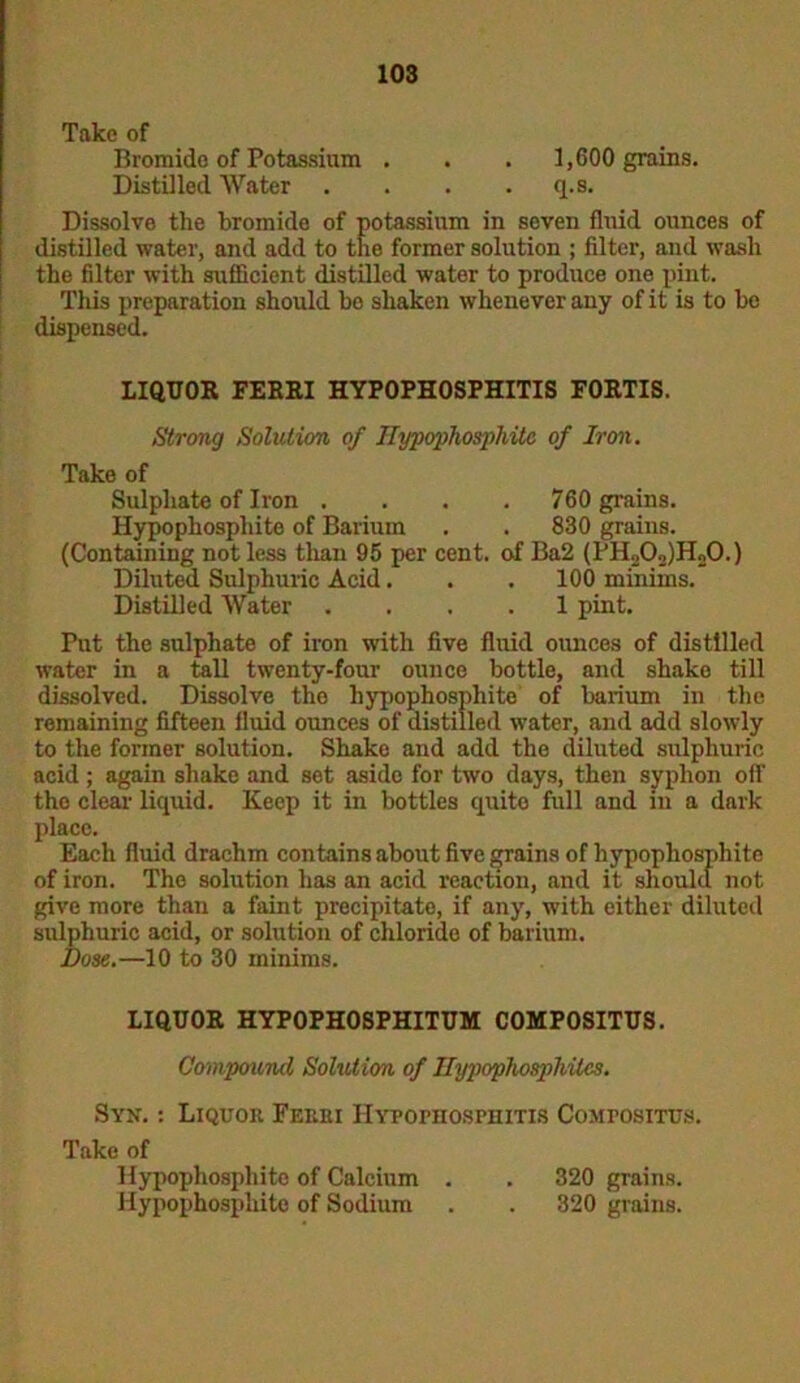 103
Take of
Bromide of Potassium . . . 1,600 grains.
Distilled Water . . . . q.s.
Dissolve the bromide of potassium in seven fluid ounces of
distilled water, and add to the former solution ; filter, and wash
the filter with sufficient distilled water to produce one pint.
This preparation should be shaken whenever any of it is to be
dispensed.
LIQUOR FERRI HYPOPHOSPHITIS FORTIS.
Strong Solution of Hypophosphite of Iron.
Take of
Sulphate of Iron . . . . 760 grains.
Hypophosphite of Barium . . 830 grains.
(Containing not less than 95 per cent. of Ba2 (PH₂O₂)H₂O.)
Diluted Sulphuric Acid. . . 100 minims.
Distilled Water . . . . 1 pint.
Put the sulphate of iron with five fluid ounces of distilled
water in a tall twenty-four ounce bottle, and shake till
dissolved. Dissolve the hypophosphite of barium in the
remaining fifteen fluid ounces of distilled water, and add slowly
to the former solution. Shake and add the diluted sulphuric
acid ; again shake and set aside for two days, then syphon off
the clear liquid. Keep it in bottles quite full and in a dark
place.
Each fluid drachm contains about five grains of hypophosphite
of iron. The solution has an acid reaction, and it should not
give more than a faint precipitate, if any, with either diluted
sulphuric acid, or solution of chloride of barium.
Dose.—10 to 30 minims.
LIQUOR HYPOPHOSPHITUM COMPOSITUS.
Compound Solution of Hypophosphites.
SYN. : LIQUOR FERRI HYPOPHOSPHITIS COMPOSITUS.
Take of
Hypophosphite of Calcium . . 320 grains.
Hypophosphite of Sodium . . 320 grains.